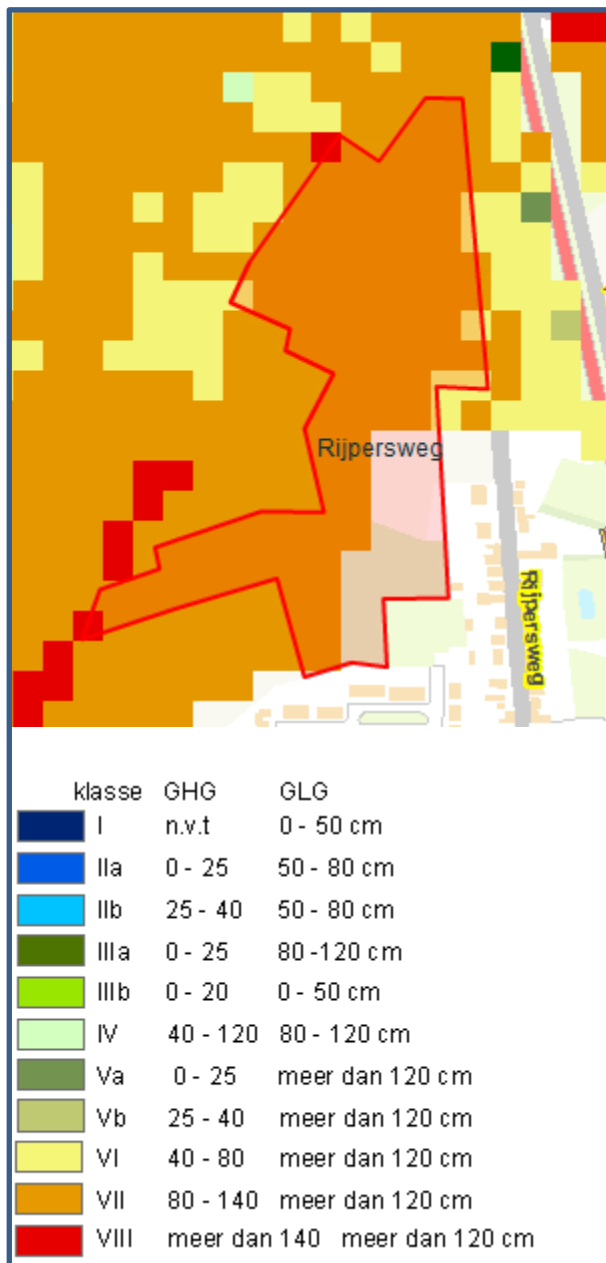 Rijpersweg
Rijpersweg
klasse GHG GLG
I n.v.t 0 - 50 cm
IIa 0 - 25 50 - 80 cm
IIb 25 - 40 50 - 80 cm
IIIa 0 - 25 80 -120 cm
IIIb 0 - 20 0 - 50 cm
IV 40 - 120 80 - 120 cm
Va 0 - 25 meer dan 120 cm
Vb 25 - 40 meer dan 120 cm
VI 40 - 80 meer dan 120 cm
VII 80 - 140 meer dan 120 cm
VIII meer dan 140 meer dan 120 cm